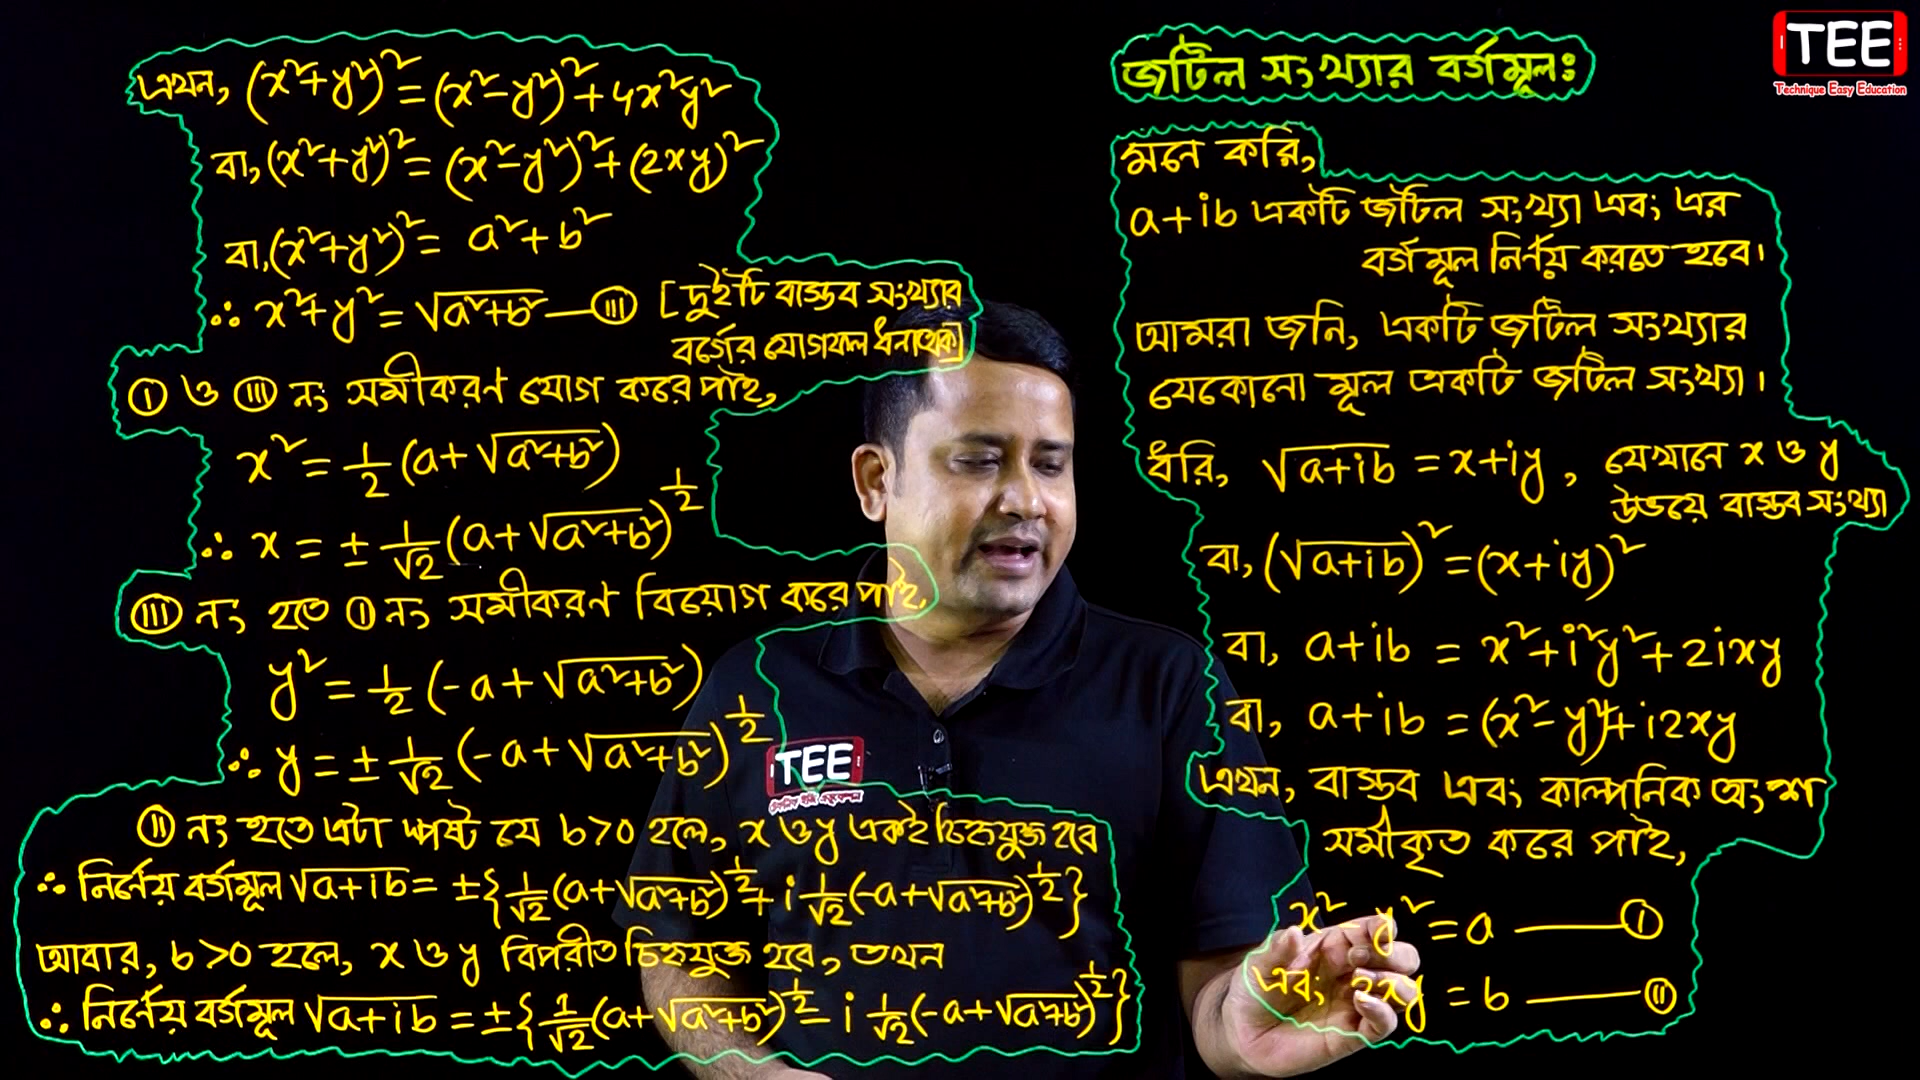 TEE
Technique Easy Education
জটিল সংখ্যার বর্গমূলঃ
মনে করি,
a+ib একটি জটিল সংখ্যা এবং এর
বর্গমূল নির্ণয় করতে হবে।
আমরা জানি, একটি জটিল সংখ্যার
যেকোনো মূল একটি জটিল সংখ্যা।
ধরি, √(a+ib) = x+iy, যেখানে x ও y
উভয়ে বাস্তব সংখ্যা
বা, (√(a+ib))² = (x+iy)²
বা, a+ib = x²+i²y²+2ixy
বা, a+ib = (x²-y²)+i2xy
এখন, বাস্তব এবং কাল্পনিক অংশ
সমীকৃত করে পাই,
x²-y² = a —— Ⓘ
এবং 2xy = b —— Ⅱ
এখন, (x²+y²)² = (x²-y²)²+4x²y²
বা, (x²+y²)² = (x²-y²)²+(2xy)²
বা, (x²+y²)² = a²+b²
∴ x²+y² = √(a²+b²) — Ⅲ [দুইটি বাস্তব সংখ্যার
বর্গের যোগফল ধনাত্মক]
Ⓘ ও Ⅲ নং সমীকরণ যোগ করে পাই,
x² = 1/2 (a+√(a²+b²))
∴ x = ± 1/√2 (a+√(a²+b²))^1/2
Ⅲ নং হতে Ⓘ নং সমীকরণ বিয়োগ করে পাই,
y² = 1/2 (-a+√(a²+b²))
∴ y = ± 1/√2 (-a+√(a²+b²))^1/2
TEE
Ⅱ নং হতে এটা স্পষ্ট যে b>0 হলে, x ও y একই চিহ্নযুক্ত হবে
∴ নির্ণেয় বর্গমূল √(a+ib) = ±{1/√2 (a+√(a²+b²))^1/2 + i 1/√2 (-a+√(a²+b²))^1/2}
আবার, b>0 হলে, x ও y বিপরীত চিহ্নযুক্ত হবে, তখন
∴ নির্ণেয় বর্গমূল √(a+ib) = ±{1/√2 (a+√(a²+b²))^1/2 - i 1/√2 (-a+√(a²+b²))^1/2}